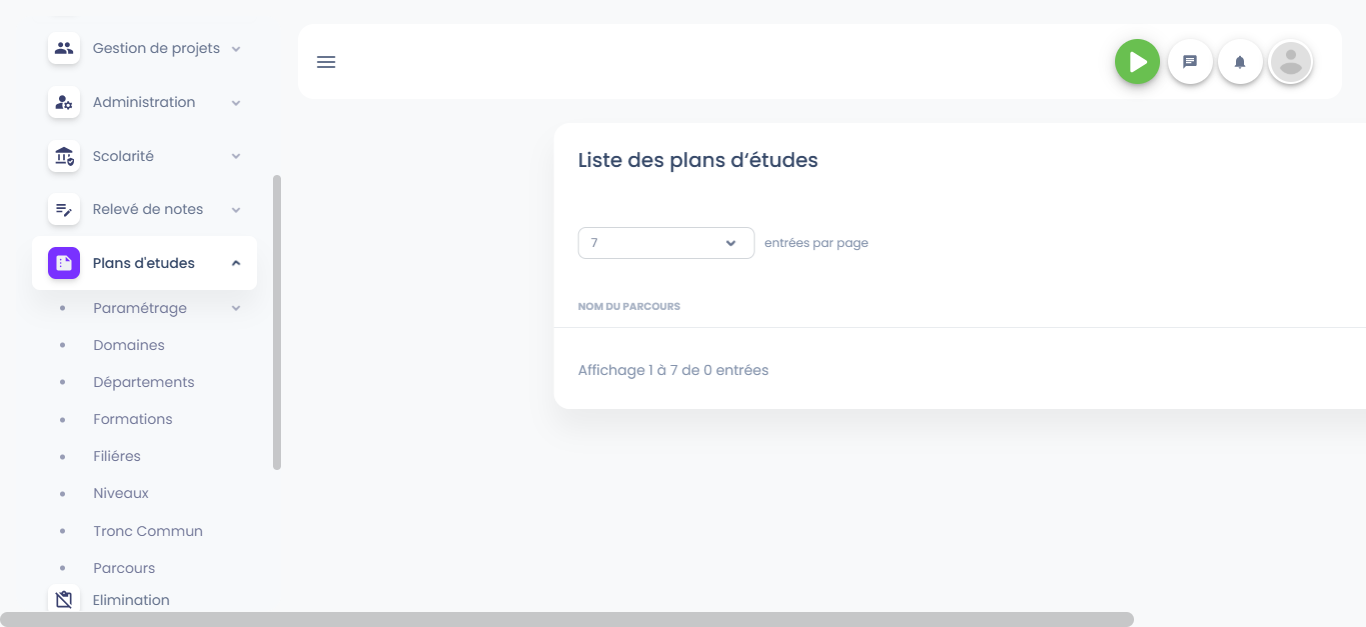 Gestion de projets
Administration
Scolarité
Relevé de notes
Plans d'etudes
Paramétrage
Domaines
Départements
Formations
Filiéres
Niveaux
Tronc Commun
Parcours
Elimination
Liste des plans d’études
7
entrées par page
NOM DU PARCOURS
Affichage 1 à 7 de 0 entrées